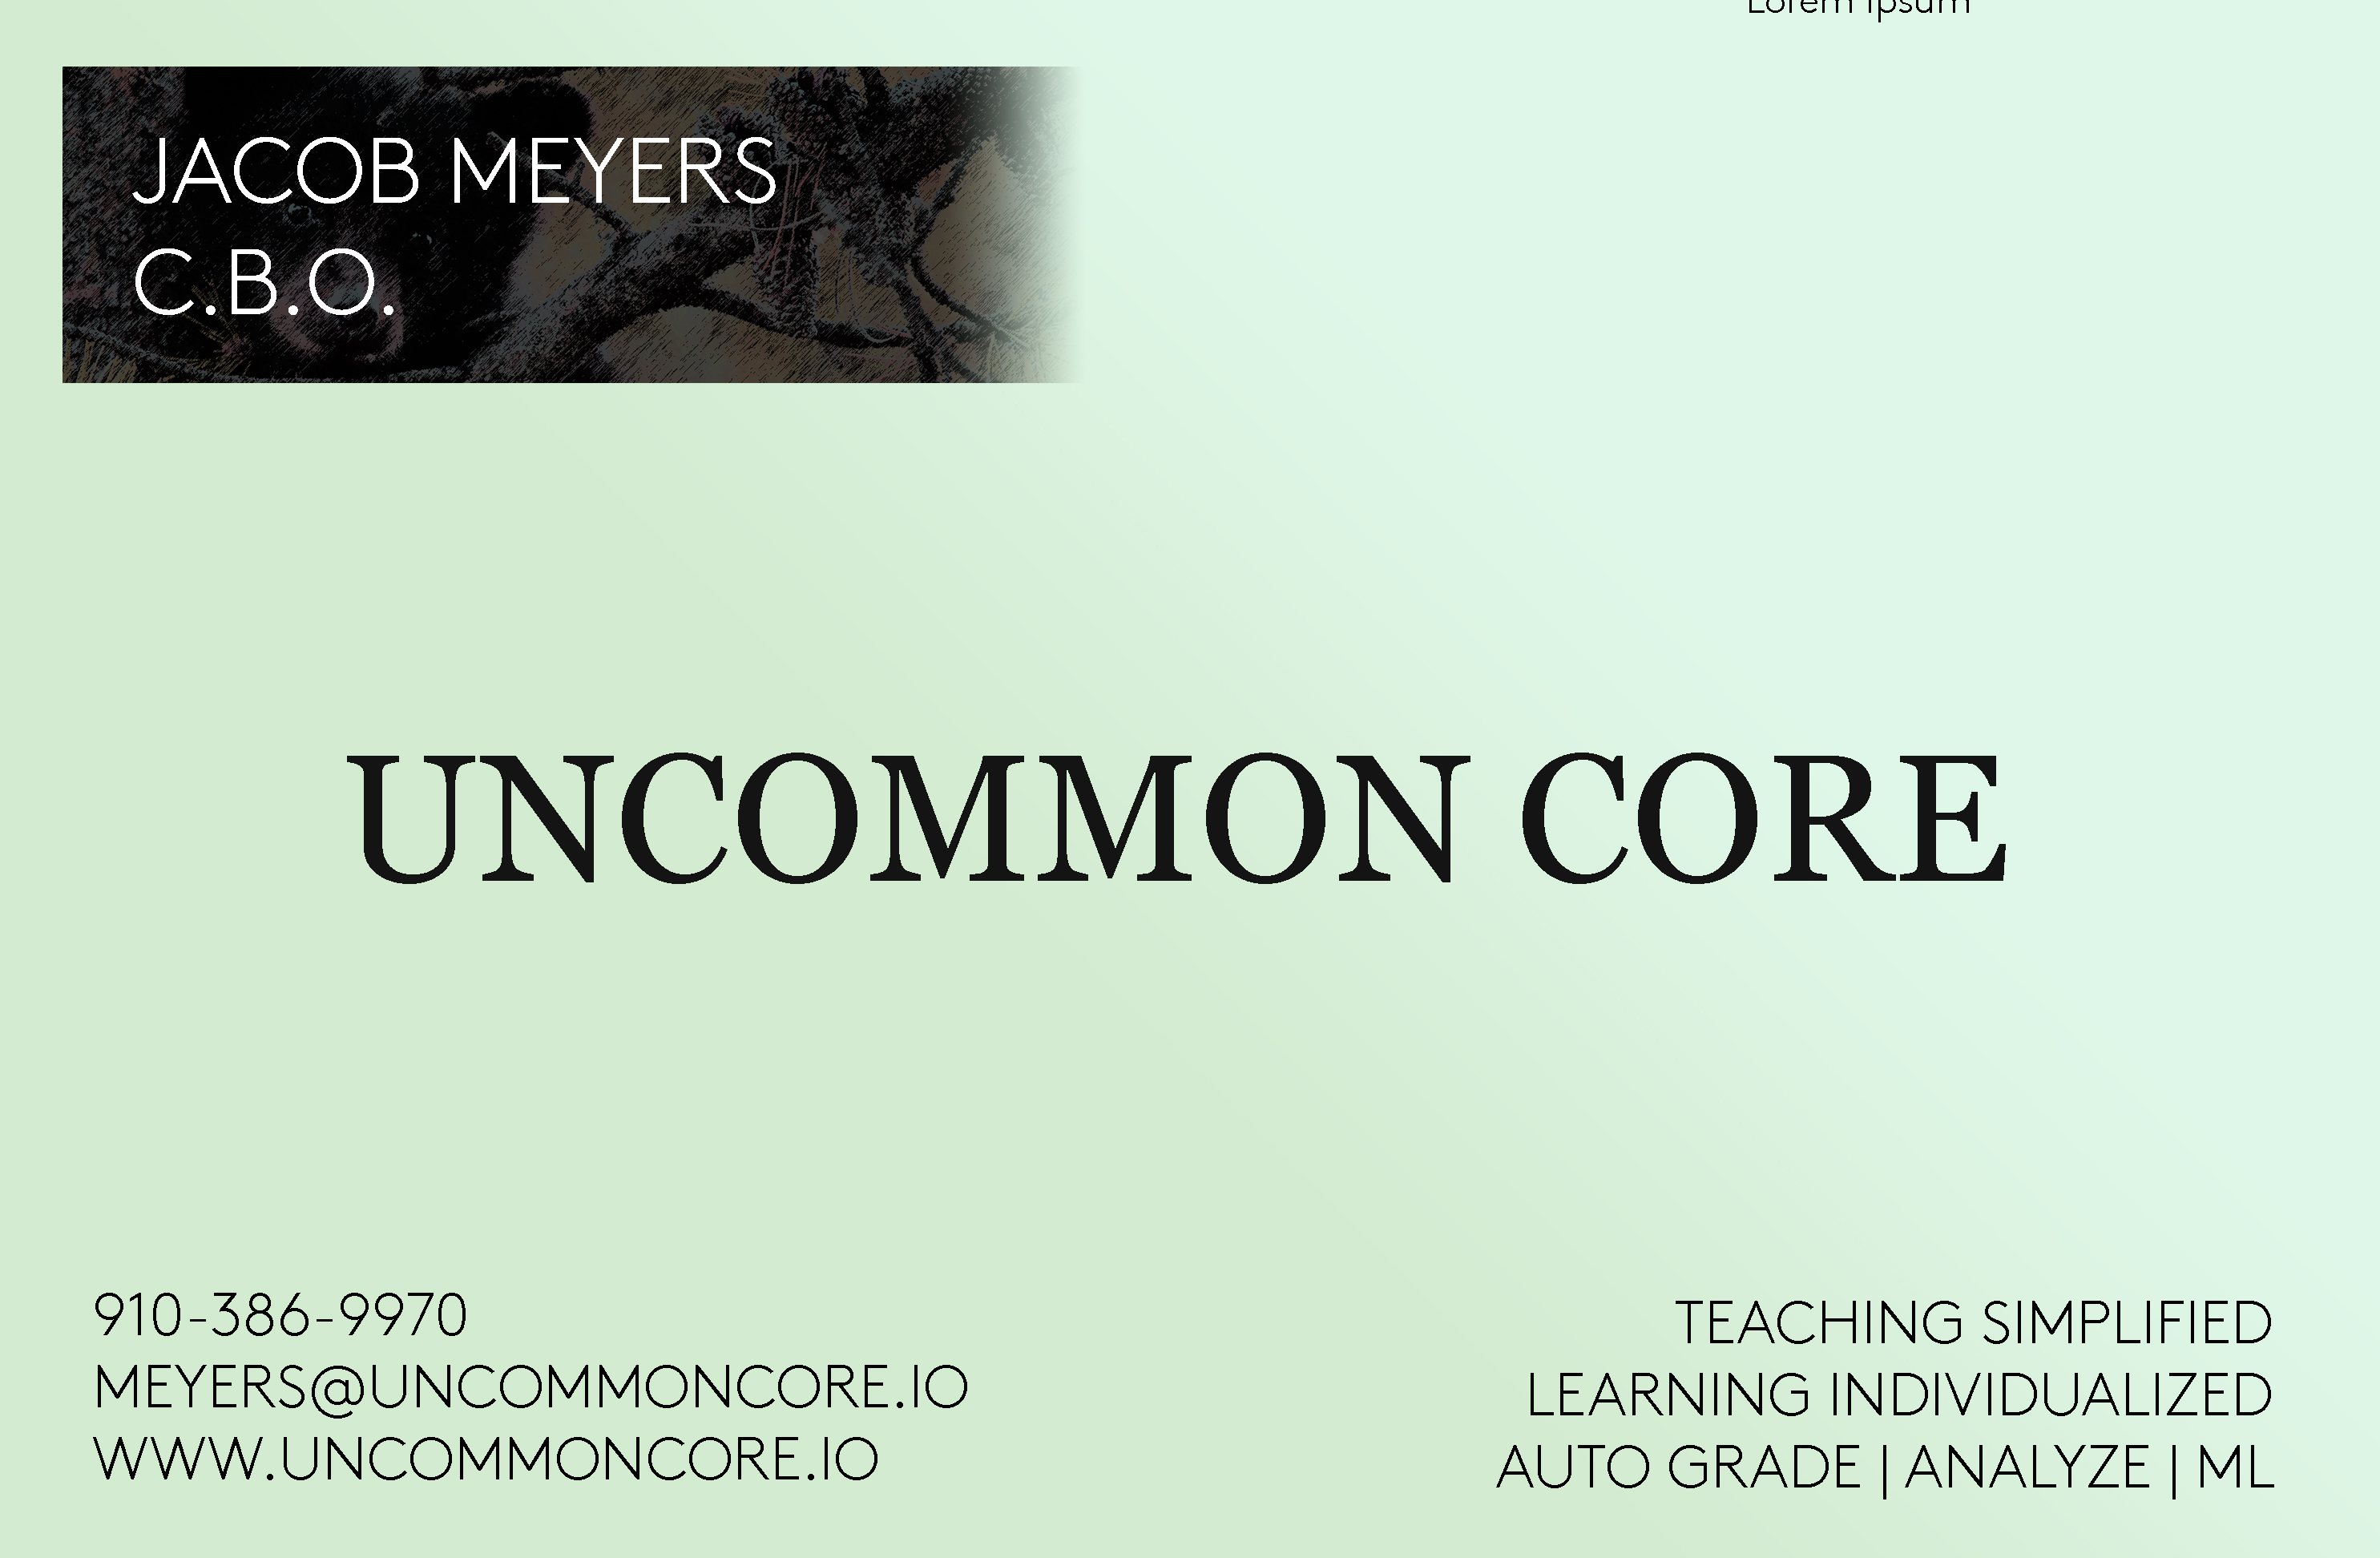 Lorem ipsum
JACOB MEYERS
C.B.O.
UNCOMMON CORE
910-386-9970
MEYERS@UNCOMMONCORE.IO
WWW.UNCOMMONCORE.IO
TEACHING SIMPLIFIED
LEARNING INDIVIDUALIZED
AUTO GRADE | ANALYZE | ML